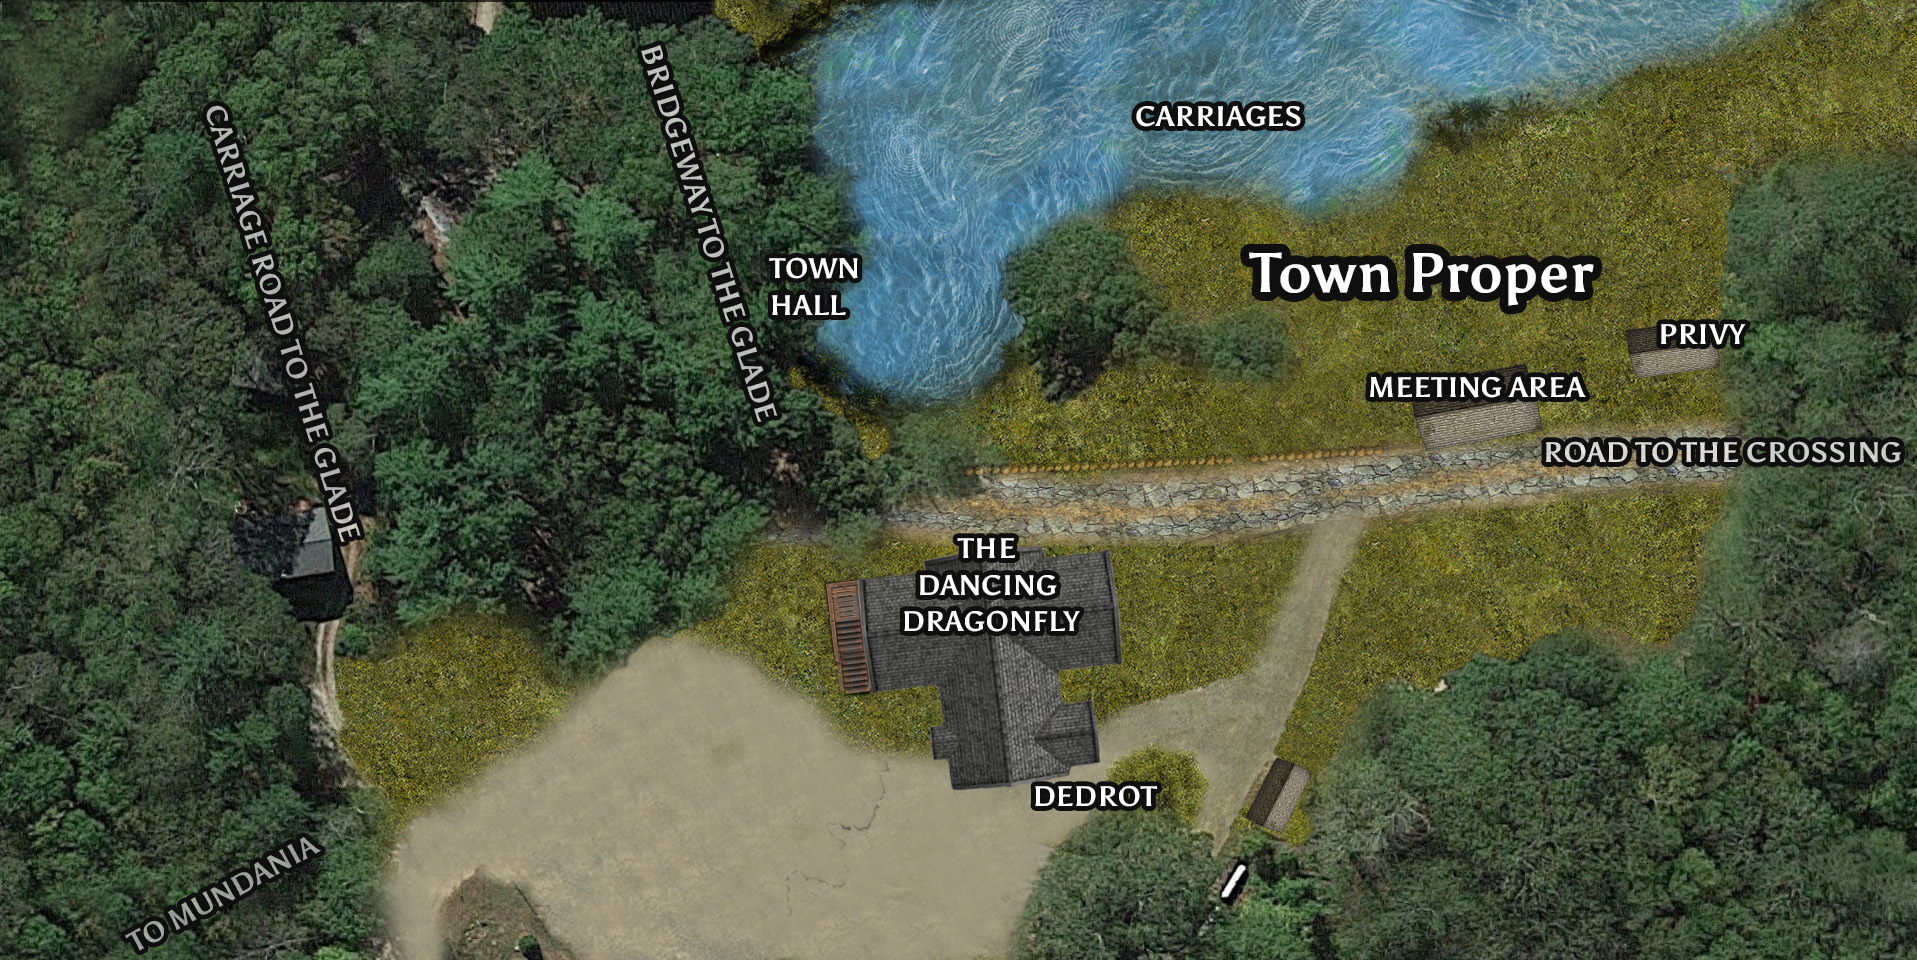 CARRIAGE ROAD TO THE GLADE
BRIDGEWAY TO THE GLADE
CARRIAGES
TOWN
HALL
Town Proper
PRIVY
MEETING AREA
ROAD TO THE CROSSING
THE
DANCING
DRAGONFLY
DEDROT
TO MUNDANIA